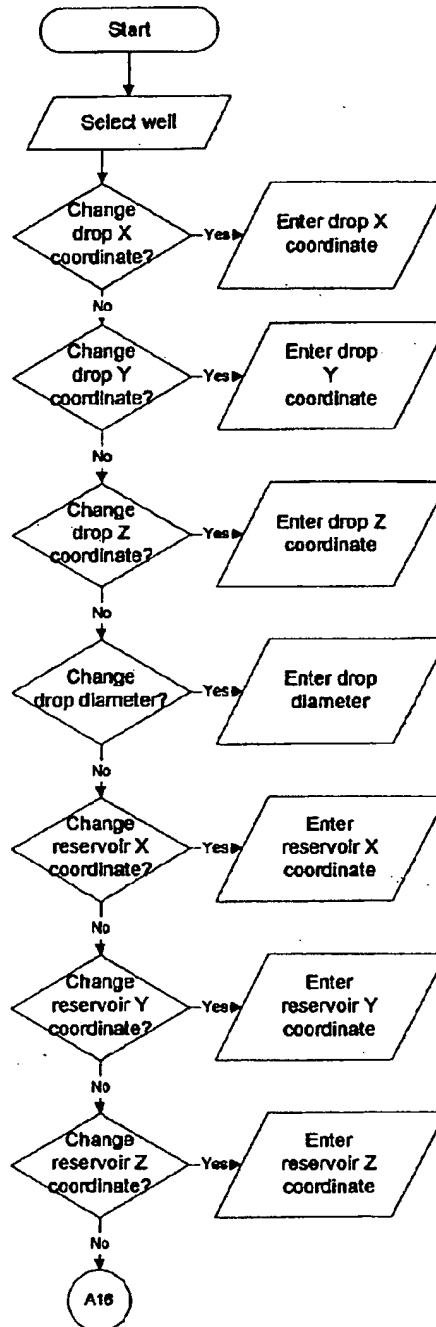 Start
Select well
Change
drop X
coordinate?
Yes
Enter drop X
coordinate
No
Change
drop Y
coordinate?
Yes
Enter drop
Y
coordinate
No
Change
drop Z
coordinate?
Yes
Enter drop Z
coordinate
No
Change
drop diameter?
Yes
Enter drop
diameter
No
Change
reservoir X
coordinate?
Yes
Enter
reservoir X
coordinate
No
Change
reservoir Y
coordinate?
Yes
Enter
reservoir Y
coordinate
No
Change
reservoir Z
coordinate?
Yes
Enter
reservoir Z
coordinate
No
A16